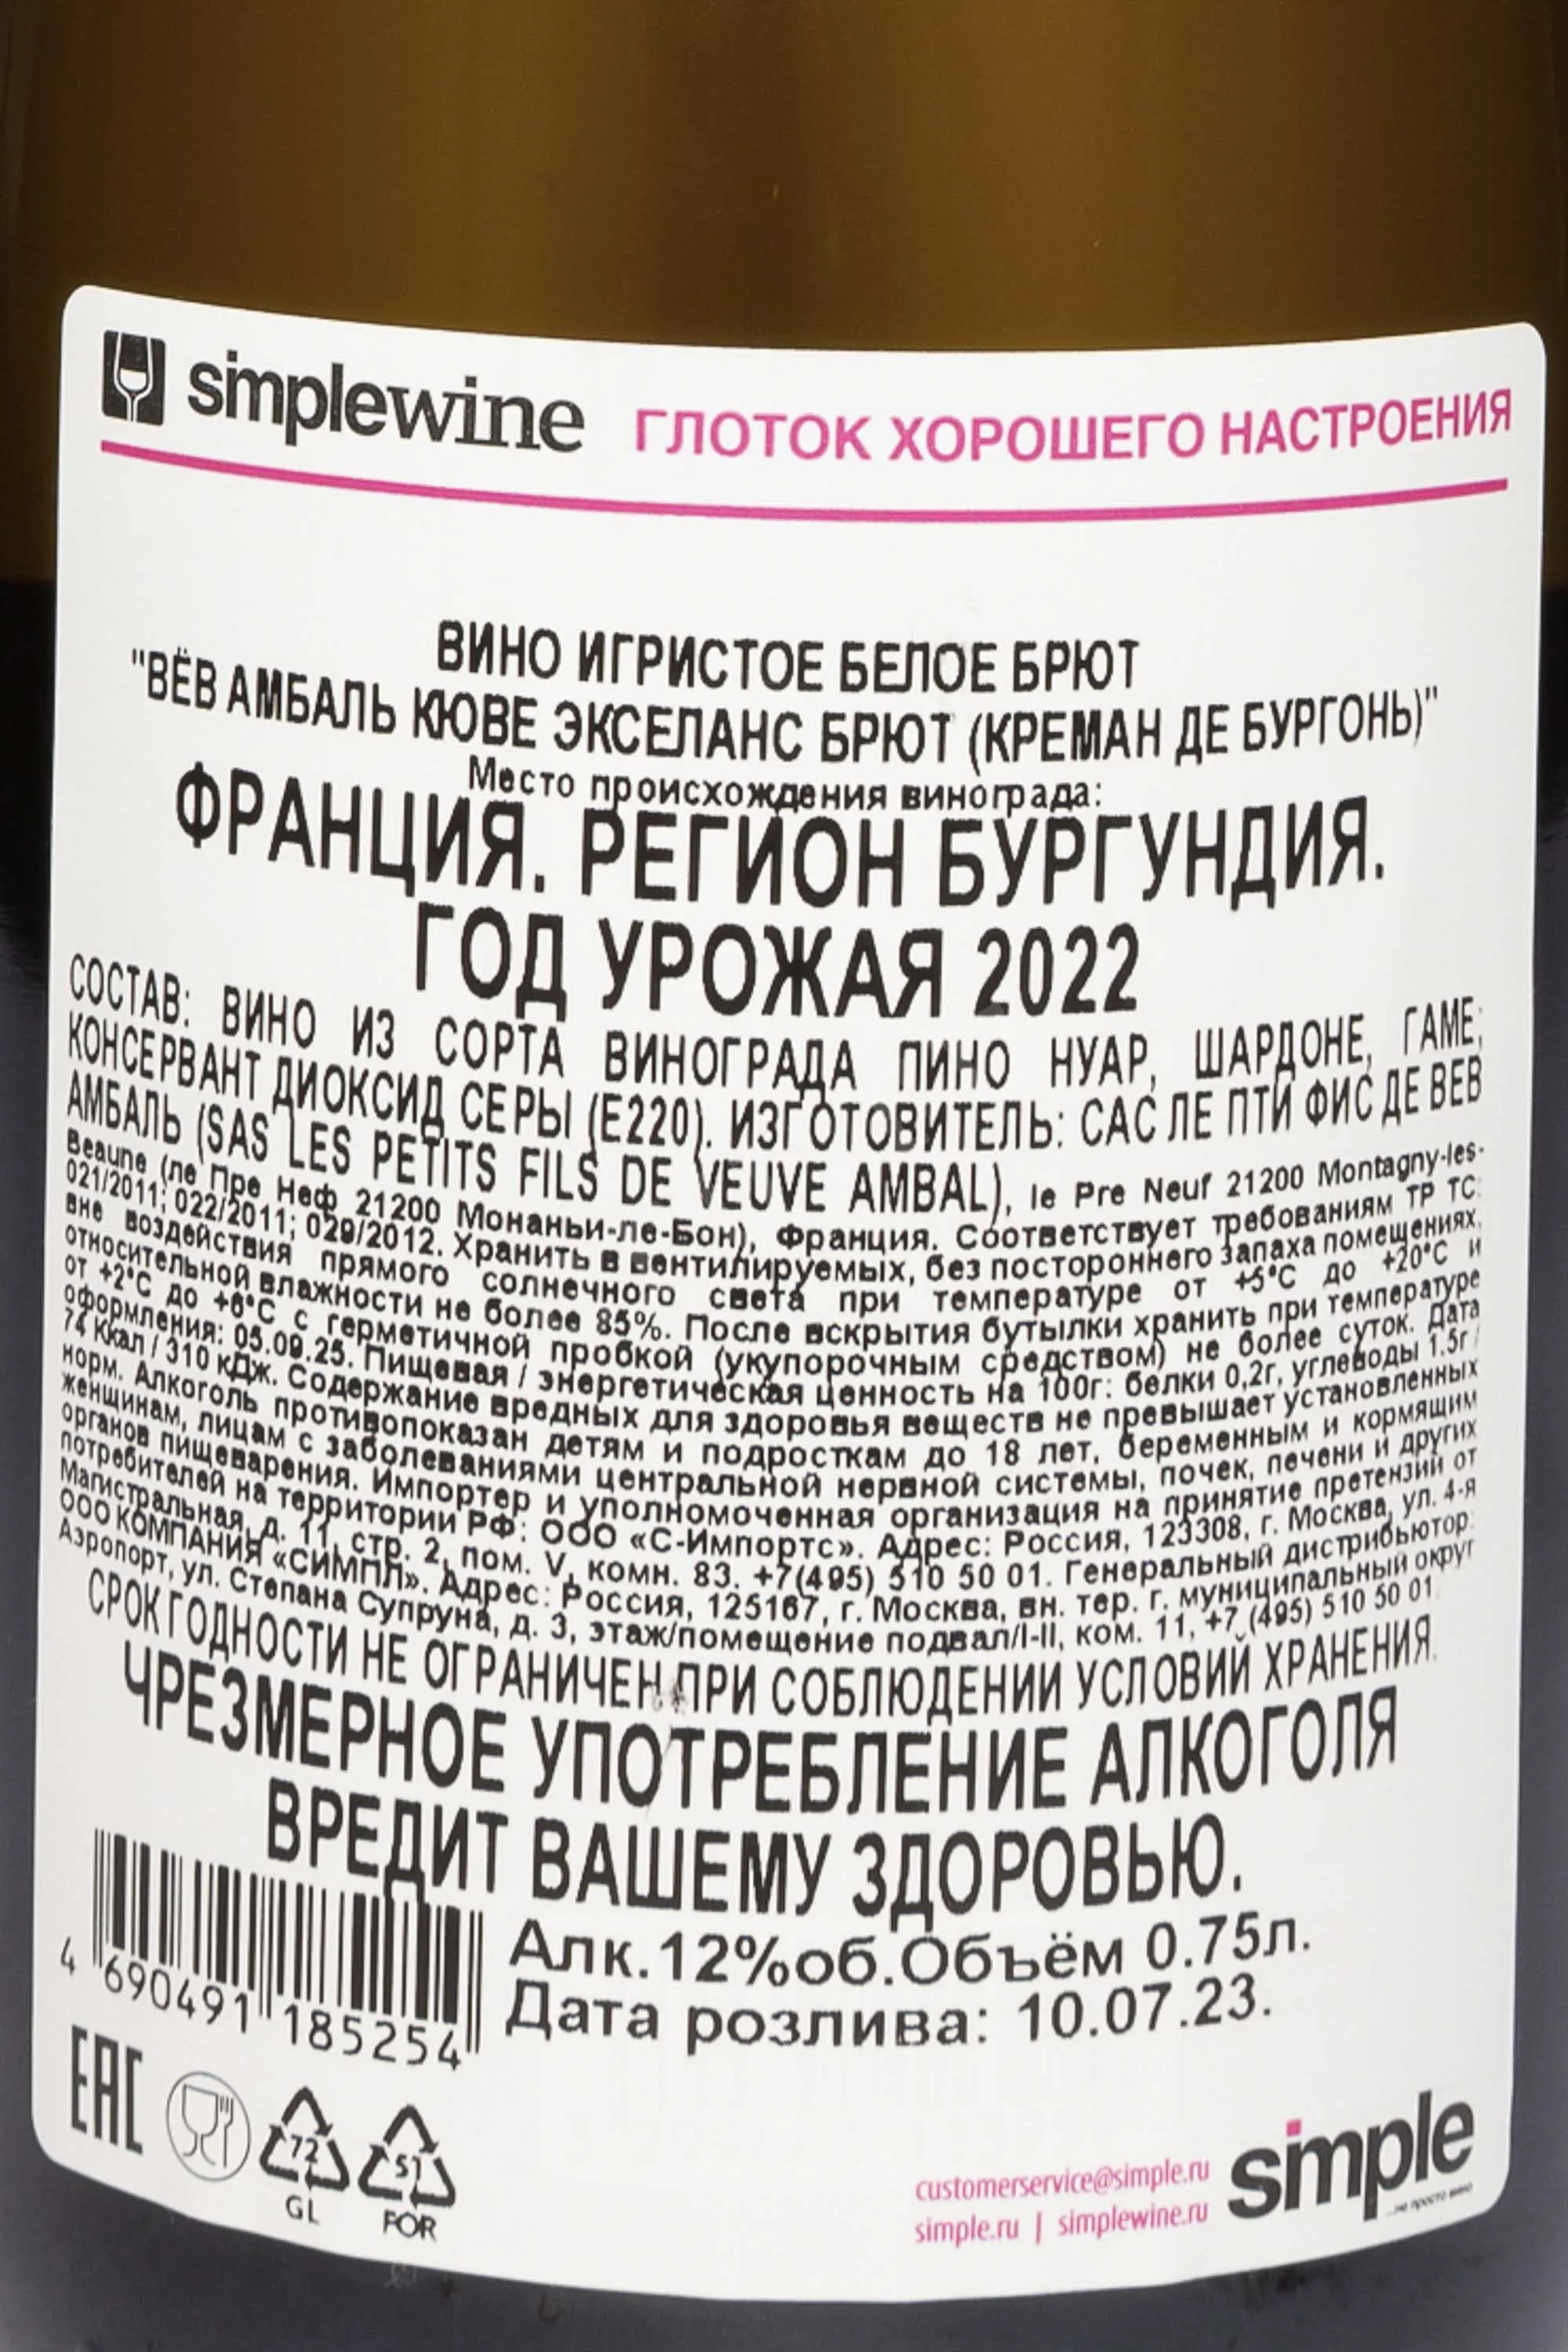 simplewine ГЛОТОК ХОРОШЕГО НАСТРОЕНИЯ
ВИНО ИГРИСТОЕ БЕЛОЕ БРЮТ
"ВЁВ АМБАЛЬ КЮВЕ ЭКСЕЛАНС БРЮТ (КРЕМАН ДЕ БУРГОНЬ)"
Место происхождения винограда:
ФРАНЦИЯ. РЕГИОН БУРГУНДИЯ.
ГОД УРОЖАЯ 2022
СОСТАВ: ВИНО ИЗ СОРТА ВИНОГРАДА ПИНО НУАР, ШАРДОНЕ, ГАМЕ;
КОНСЕРВАНТ ДИОКСИД СЕРЫ (Е220). ИЗГОТОВИТЕЛЬ: САС ЛЕ ПТИ ФИС ДЕ ВЕВ
АМБАЛЬ (SAS LES PETITS FILS DE VEUVE AMBAL), le Pre Neuf 21200 Montagny-les-
Beaune (ле Пре Неф 21200 Монаньи-ле-Бон), Франция. Соответствует требованиям ТР ТС:
021/2011; 022/2011; 029/2012. Хранить в вентилируемых, без постороннего запаха помещениях,
вне воздействия прямого солнечного света при температуре от +5°С до +20°С и
относительной влажности не более 85%. После вскрытия бутылки хранить при температуре
от +2°С до +6°С с герметичной пробкой (укупорочным средством) не более суток. Дата
оформления: 05.09.25. Пищевая / энергетическая ценность на 100г: белки 0,2г, углеводы 1.5г /
74 Ккал / 310 кДж. Содержание вредных для здоровья веществ не превышает установленных
норм. Алкоголь противопоказан детям и подросткам до 18 лет, беременным и кормящим
женщинам, лицам с заболеваниями центральной нервной системы, почек, печени и других
органов пищеварения. Импортер и уполномоченная организация на принятие претензий от
потребителей на территории РФ: ООО «С-Импортс». Адрес: Россия, 123308, г. Москва, ул. 4-я
Магистральная, д. 11, стр. 2, пом. V, комн. 83. +7(495) 510 50 01. Генеральный дистрибьютор:
ООО КОМПАНИЯ «СИМПЛ». Адрес: Россия, 125167, г. Москва, вн. тер. г. муниципальный округ
Аэропорт, ул. Степана Супруна, д. 3, этаж/помещение подвал/I-II, ком. 11, +7 (495) 510 50 01.
СРОК ГОДНОСТИ НЕ ОГРАНИЧЕН ПРИ СОБЛЮДЕНИИ УСЛОВИЙ ХРАНЕНИЯ.
ЧРЕЗМЕРНОЕ УПОТРЕБЛЕНИЕ АЛКОГОЛЯ
ВРЕДИТ ВАШЕМУ ЗДОРОВЬЮ.
Алк.12%об.Объём 0.75л.
Дата розлива: 10.07.23.
4 690491 185254
EAC
72
GL
51
FOR
customerservice@simple.ru
simple.ru | simplewine.ru
simple
...не просто вино